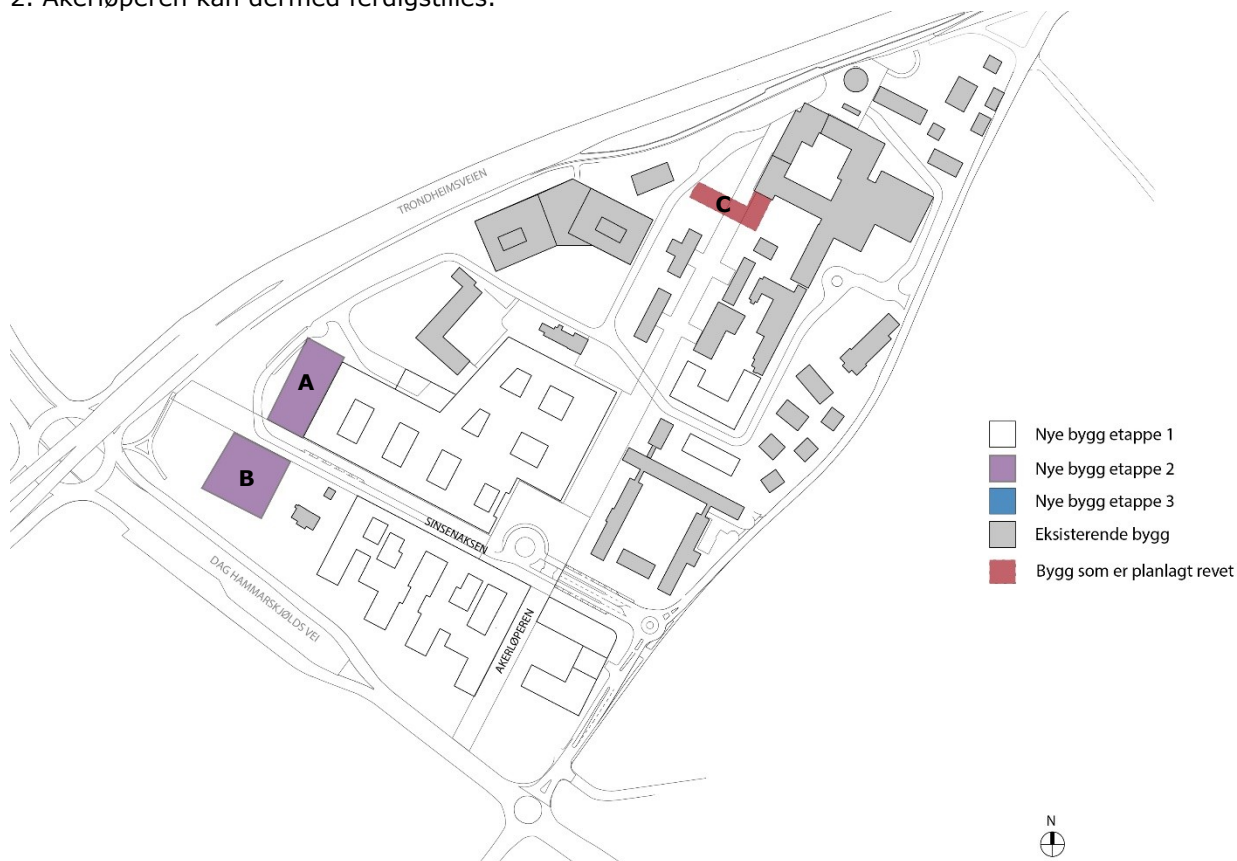 2. Akerløperen kan dermed ferdigstilles.
TRONDHEIMSVEIEN
C
A
B
SINSENAKSEN
DAG HAMMARSKJØLDS VEI
AKERLØPEREN
Nye bygg etappe 1
Nye bygg etappe 2
Nye bygg etappe 3
Eksisterende bygg
Bygg som er planlagt revet
N